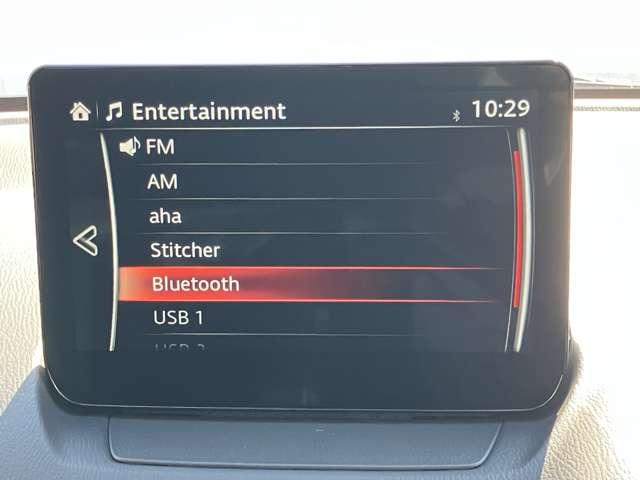 Entertainment 10:29
FM
AM
aha
Stitcher
Bluetooth
USB 1